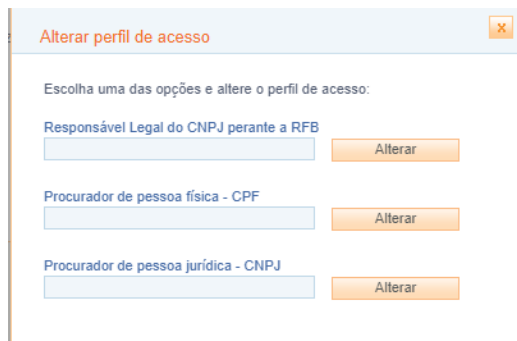 Alterar perfil de acesso
x
Escolha uma das opções e altere o perfil de acesso:
Responsável Legal do CNPJ perante a RFB
Alterar
Procurador de pessoa física - CPF
Alterar
Procurador de pessoa jurídica - CNPJ
Alterar